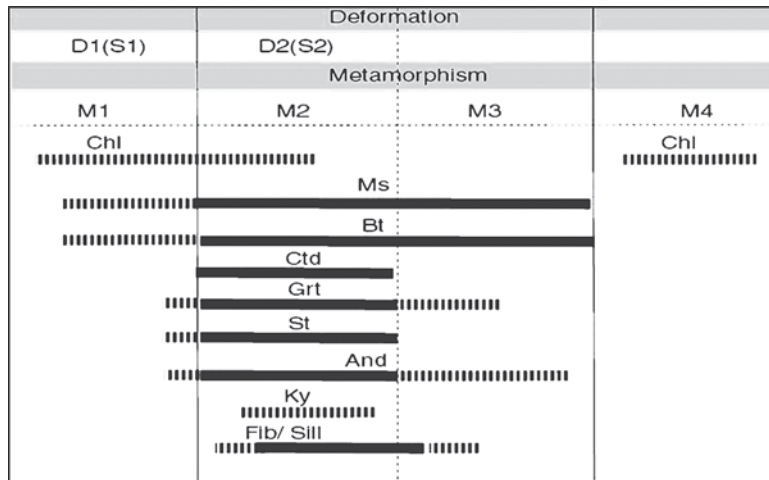 Deformation
D1(S1) D2(S2)
Metamorphism
M1 M2 M3 M4
Chl Chl
Ms
Bt
Ctd
Grt
St
And
Ky
Fib/ Sill